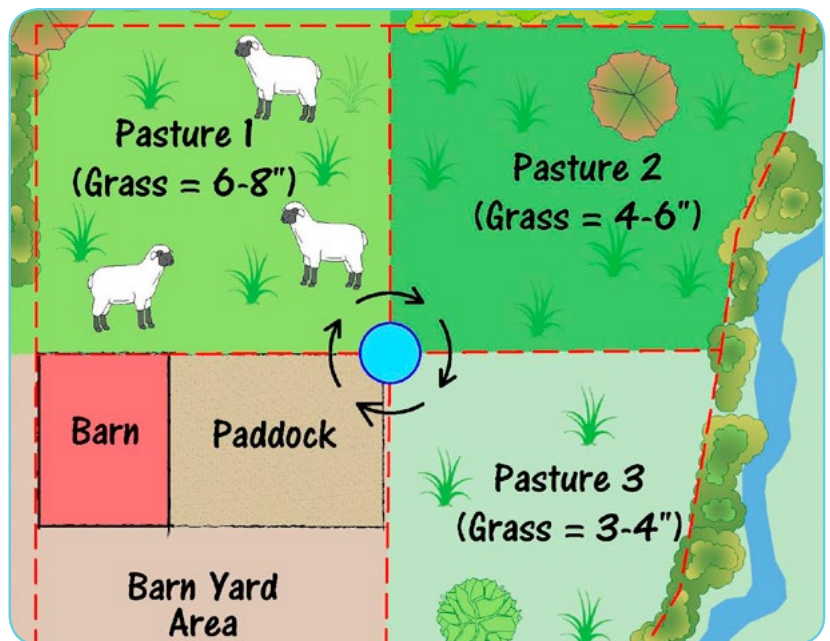 Pasture 1
(Grass = 6-8")
Pasture 2
(Grass = 4-6")
Barn
Paddock
Pasture 3
(Grass = 3-4")
Barn Yard
Area